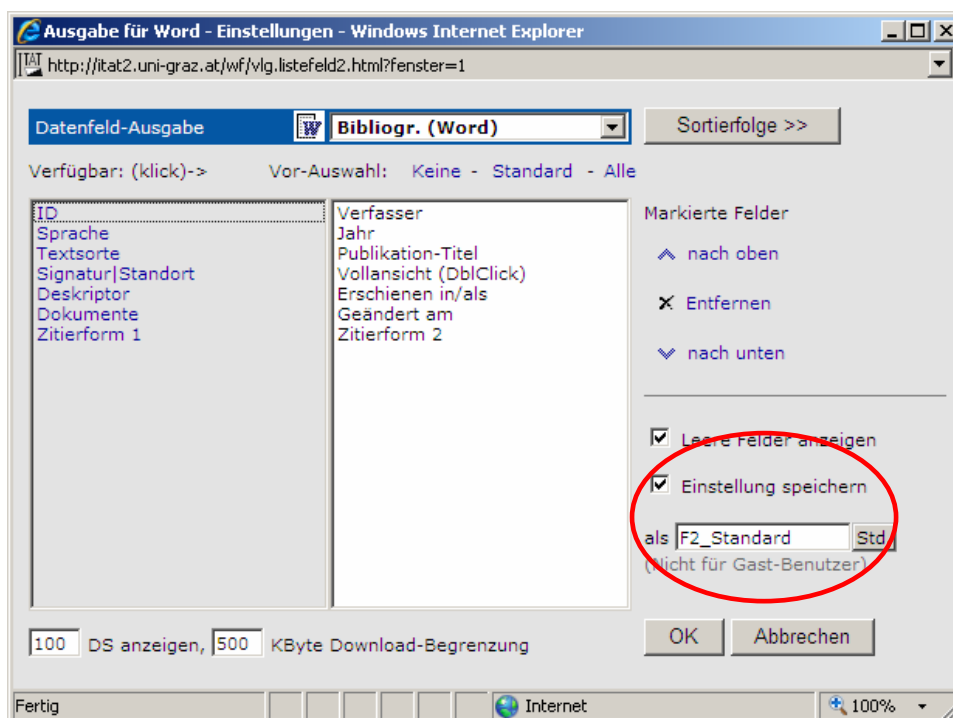 Ausgabe für Word - Einstellungen - Windows Internet Explorer
ITAT http://itat2.uni-graz.at/wf/vlg.listefeld2.html?fenster=1
Datenfeld-Ausgabe W Bibliogr. (Word) Sortierfolge >>
Verfügbar: (klick)-> Vor-Auswahl: Keine - Standard - Alle
ID Verfasser Markierte Felder
Sprache Jahr
Textsorte Publikation-Titel nach oben
Signatur|Standort Vollansicht (DblClick)
Deskriptor Erschienen in/als Entfernen
Dokumente Geändert am
Zitierform 1 Zitierform 2
nach unten
Leere Felder anzeigen
Einstellung speichern
als F2_Standard Std
(Nicht für Gast-Benutzer)
100 DS anzeigen, 500 KByte Download-Begrenzung OK Abbrechen
Fertig Internet 100%